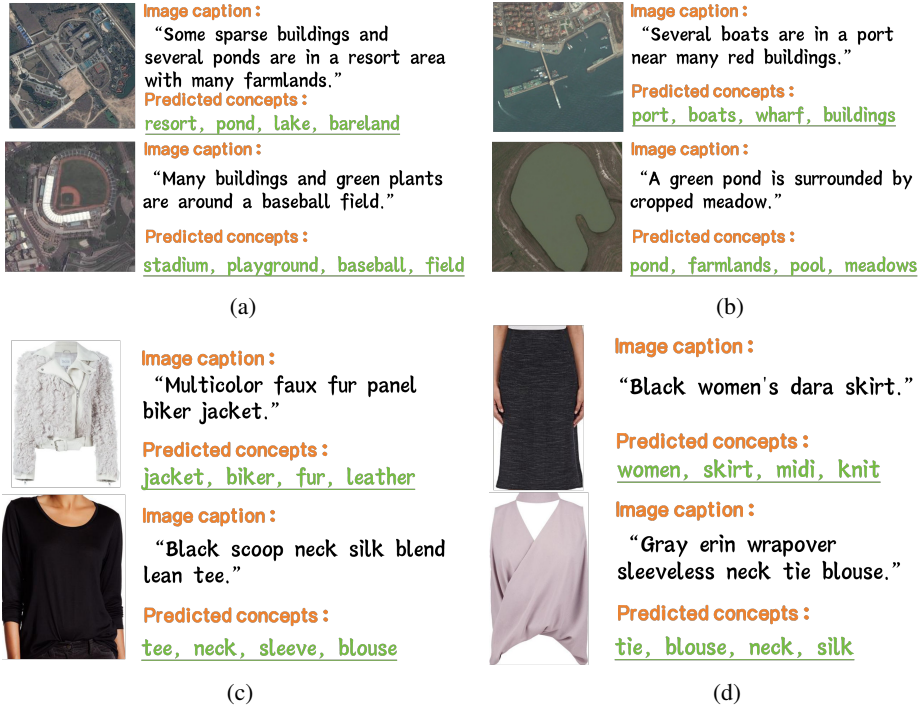 Image caption :
“Some sparse buildings and
several ponds are in a resort area
with many farmlands.”
Predicted concepts :
resort, pond, lake, bareland
Image caption :
“Many buildings and green plants
are around a baseball field.”
Predicted concepts :
stadium, playground, baseball, field
(a)
Image caption :
“Several boats are in a port
near many red buildings.”
Predicted concepts :
port, boats, wharf, buildings
Image caption :
“A green pond is surrounded by
cropped meadow.”
Predicted concepts :
pond, farmlands, pool, meadows
(b)
Image caption :
“Multicolor faux fur panel
biker jacket.”
Predicted concepts :
jacket, biker, fur, leather
Image caption :
“Black scoop neck silk blend
lean tee.”
Predicted concepts :
tee, neck, sleeve, blouse
(c)
Image caption :
“Black women's dara skirt.”
Predicted concepts :
women, skirt, midi, knit
Image caption :
“Gray erin wrapover
sleeveless neck tie blouse.”
Predicted concepts :
tie, blouse, neck, silk
(d)